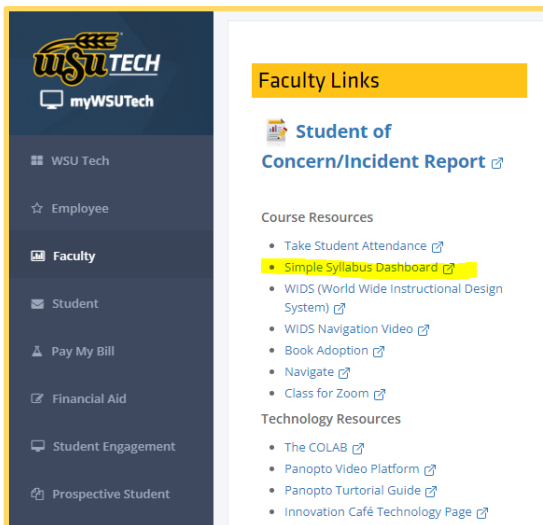 WSU TECH
myWSUTech
WSU Tech
Employee
Faculty
Student
Pay My Bill
Financial Aid
Student Engagement
Prospective Student
Faculty Links
Student of
Concern/Incident Report
Course Resources
Take Student Attendance
Simple Syllabus Dashboard
WIDS (World Wide Instructional Design
System)
WIDS Navigation Video
Book Adoption
Navigate
Class for Zoom
Technology Resources
The COLAB
Panopto Video Platform
Panopto Turtorial Guide
Innovation Café Technology Page